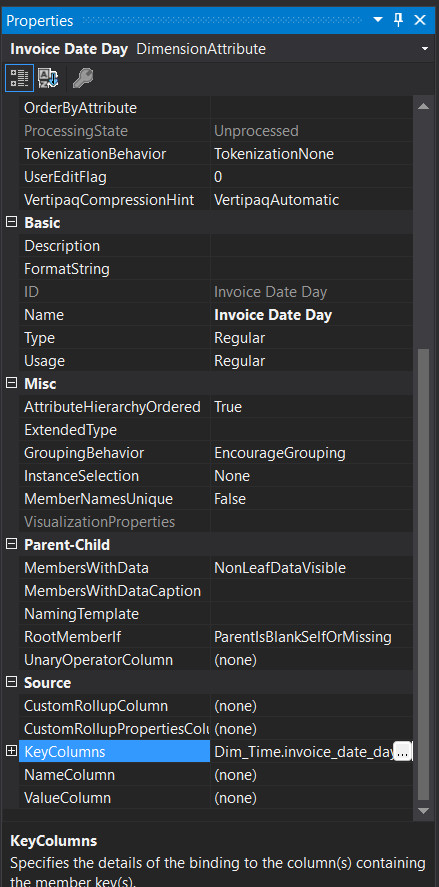 Properties
Invoice Date Day DimensionAttribute
OrderByAttribute
ProcessingState Unprocessed
TokenizationBehavior TokenizationNone
UserEditFlag 0
VertipaqCompressionHint VertipaqAutomatic
Basic
Description
FormatString
ID Invoice Date Day
Name Invoice Date Day
Type Regular
Usage Regular
Misc
AttributeHierarchyOrdered True
ExtendedType
GroupingBehavior EncourageGrouping
InstanceSelection None
MemberNamesUnique False
VisualizationProperties
Parent-Child
MembersWithData NonLeafDataVisible
MembersWithDataCaption
NamingTemplate
RootMemberIf ParentIsBlankSelfOrMissing
UnaryOperatorColumn (none)
Source
CustomRollupColumn (none)
CustomRollupPropertiesColu (none)
KeyColumns Dim_Time.invoice_date_day ...
NameColumn (none)
ValueColumn (none)
KeyColumns
Specifies the details of the binding to the column(s) containing
the member key(s).